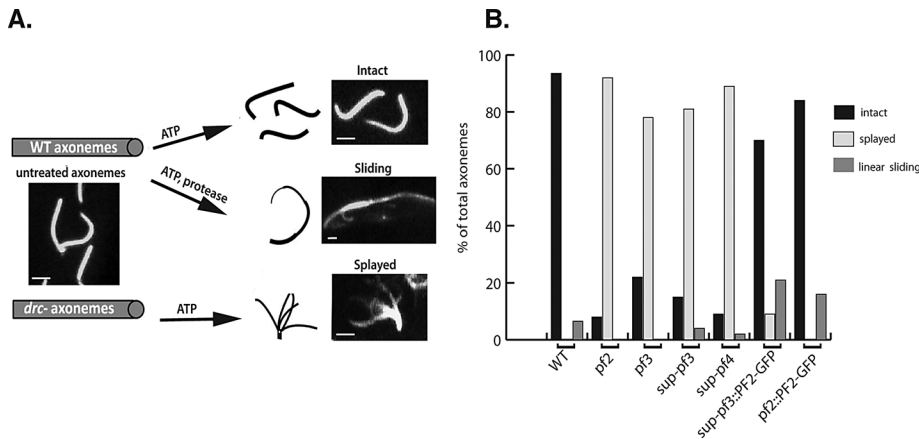 A.
Intact
ATP
WT axonemes
untreated axonemes
ATP, protease
Sliding
Splayed
drc- axonemes
ATP
B.
100
80
60
40
20
0
% of total axonemes
intact
splayed
linear sliding
WT
pf2
pf3
sup-pf3
sup-pf4
sup-pf3::PF2-GFP
pf2::PF2-GFP